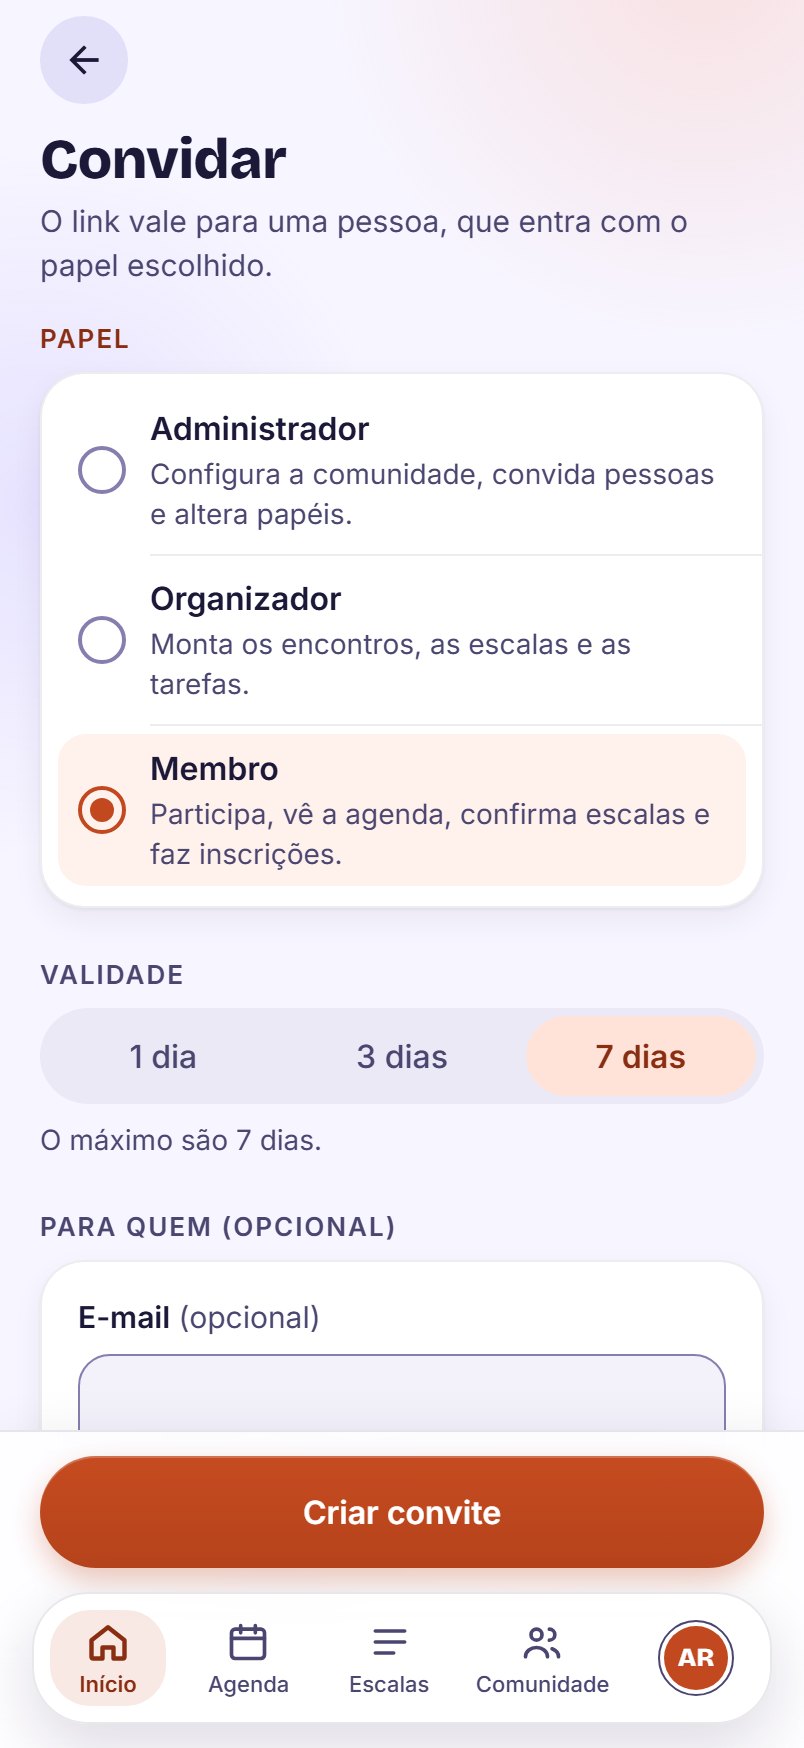 Convidar
O link vale para uma pessoa, que entra com o
papel escolhido.
PAPEL
Administrador
Configura a comunidade, convida pessoas
e altera papéis.
Organizador
Monta os encontros, as escalas e as
tarefas.
Membro
Participa, vê a agenda, confirma escalas e
faz inscrições.
VALIDADE
1 dia
3 dias
7 dias
O máximo são 7 dias.
PARA QUEM (OPCIONAL)
E-mail (opcional)
Criar convite
Início
Agenda
Escalas
Comunidade
AR